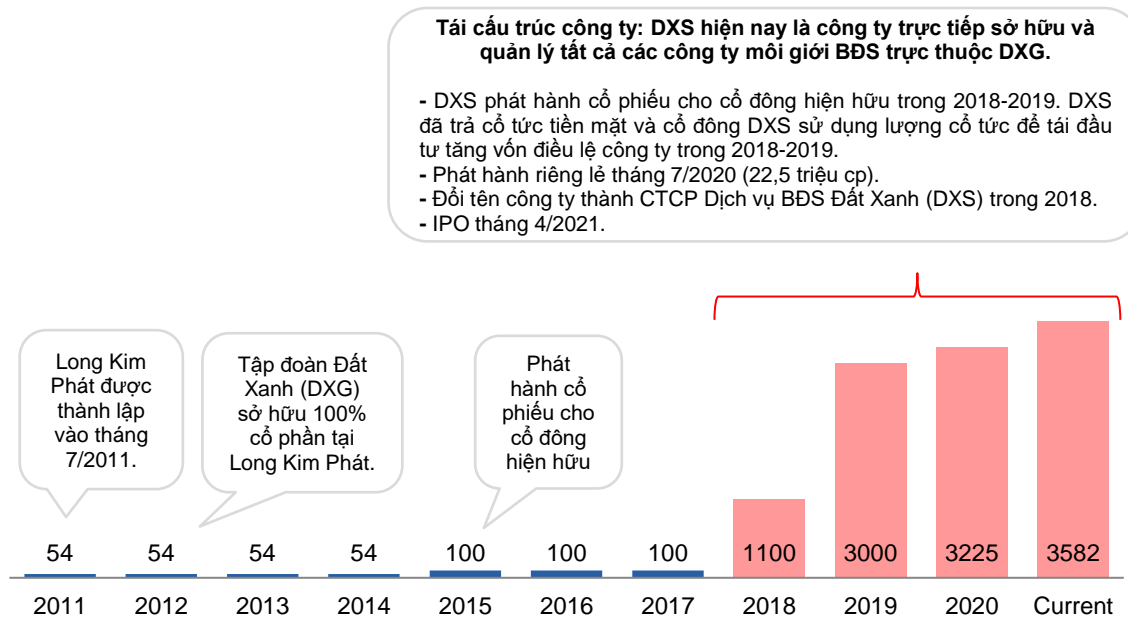 Tái cấu trúc công ty: DXS hiện nay là công ty trực tiếp sở hữu và
quản lý tất cả các công ty môi giới BĐS trực thuộc DXG.
- DXS phát hành cổ phiếu cho cổ đông hiện hữu trong 2018-2019. DXS
đã trả cổ tức tiền mặt và cổ đông DXS sử dụng lượng cổ tức để tái đầu
tư tăng vốn điều lệ công ty trong 2018-2019.
- Phát hành riêng lẻ tháng 7/2020 (22,5 triệu cp).
- Đổi tên công ty thành CTCP Dịch vụ BĐS Đất Xanh (DXS) trong 2018.
- IPO tháng 4/2021.
Long Kim
Phát được
thành lập
vào tháng
7/2011.
Tập đoàn Đất
Xanh (DXG)
sở hữu 100%
cổ phần tại
Long Kim Phát.
Phát
hành cổ
phiếu cho
cổ đông
hiện hữu
54 54 54 54 100 100 100 1100 3000 3225 3582
2011 2012 2013 2014 2015 2016 2017 2018 2019 2020 Current